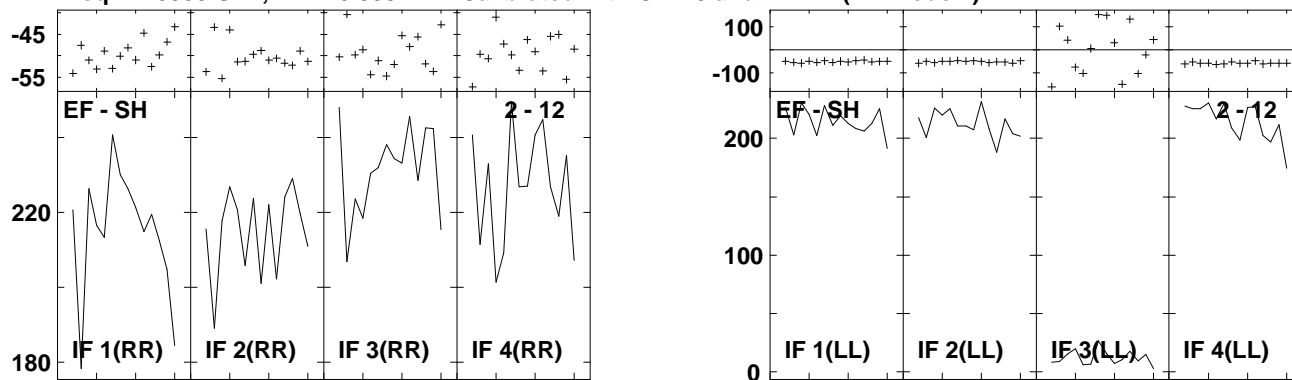 -45
-55
EF - SH
2 - 12
220
180
IF 1(RR)
IF 2(RR)
IF 3(RR)
IF 4(RR)
100
-100
EF - SH
2 - 12
200
100
0
IF 1(LL)
IF 2(LL)
IF 3(LL)
IF 4(LL)